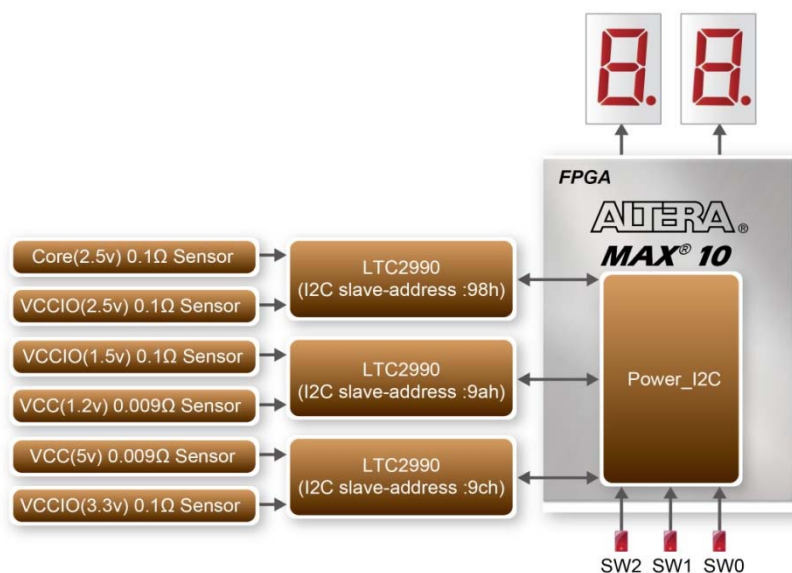 8.
8.
FPGA
ALTERA®
MAX® 10
Core(2.5v) 0.1Ω Sensor
VCCIO(2.5v) 0.1Ω Sensor
LTC2990
(I2C slave-address :98h)
VCCIO(1.5v) 0.1Ω Sensor
VCC(1.2v) 0.009Ω Sensor
LTC2990
(I2C slave-address :9ah)
VCC(5v) 0.009Ω Sensor
VCCIO(3.3v) 0.1Ω Sensor
LTC2990
(I2C slave-address :9ch)
Power_I2C
SW2 SW1 SW0